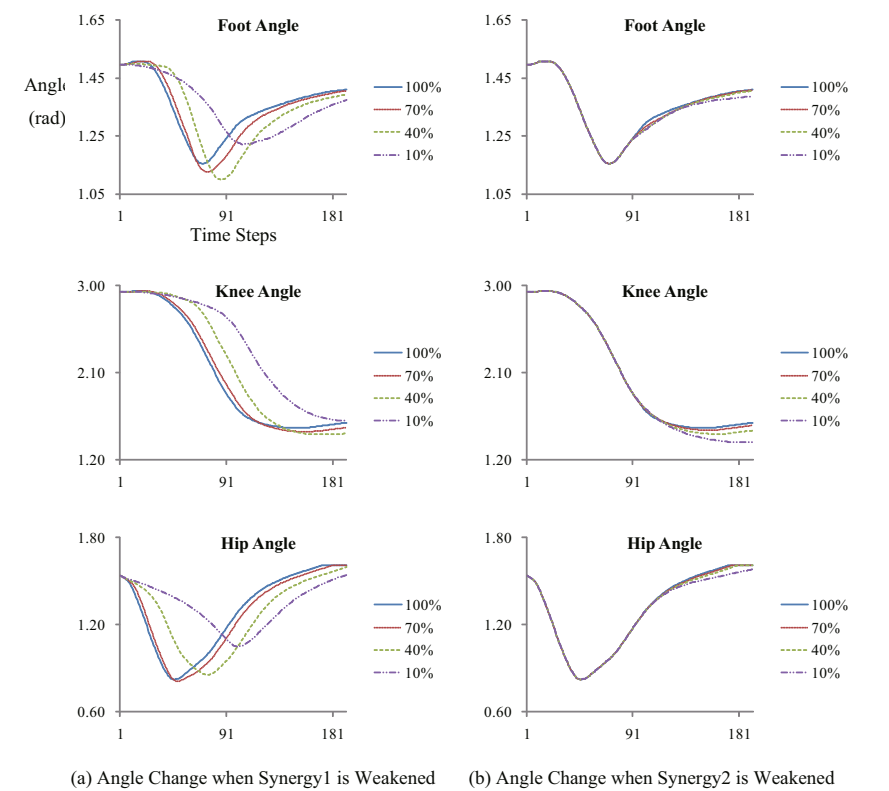 Foot Angle
1.65
1.45
1.25
1.05
Angle
(rad)
1 91 181
Time Steps
100%
70%
40%
10%
Foot Angle
1.65
1.45
1.25
1.05
1 91 181
100%
70%
40%
10%
Knee Angle
3.00
2.10
1.20
1 91 181
100%
70%
40%
10%
Knee Angle
3.00
2.10
1.20
1 91 181
100%
70%
40%
10%
Hip Angle
1.80
1.20
0.60
1 91 181
100%
70%
40%
10%
Hip Angle
1.80
1.20
0.60
1 91 181
100%
70%
40%
10%
(a) Angle Change when Synergy1 is Weakened
(b) Angle Change when Synergy2 is Weakened